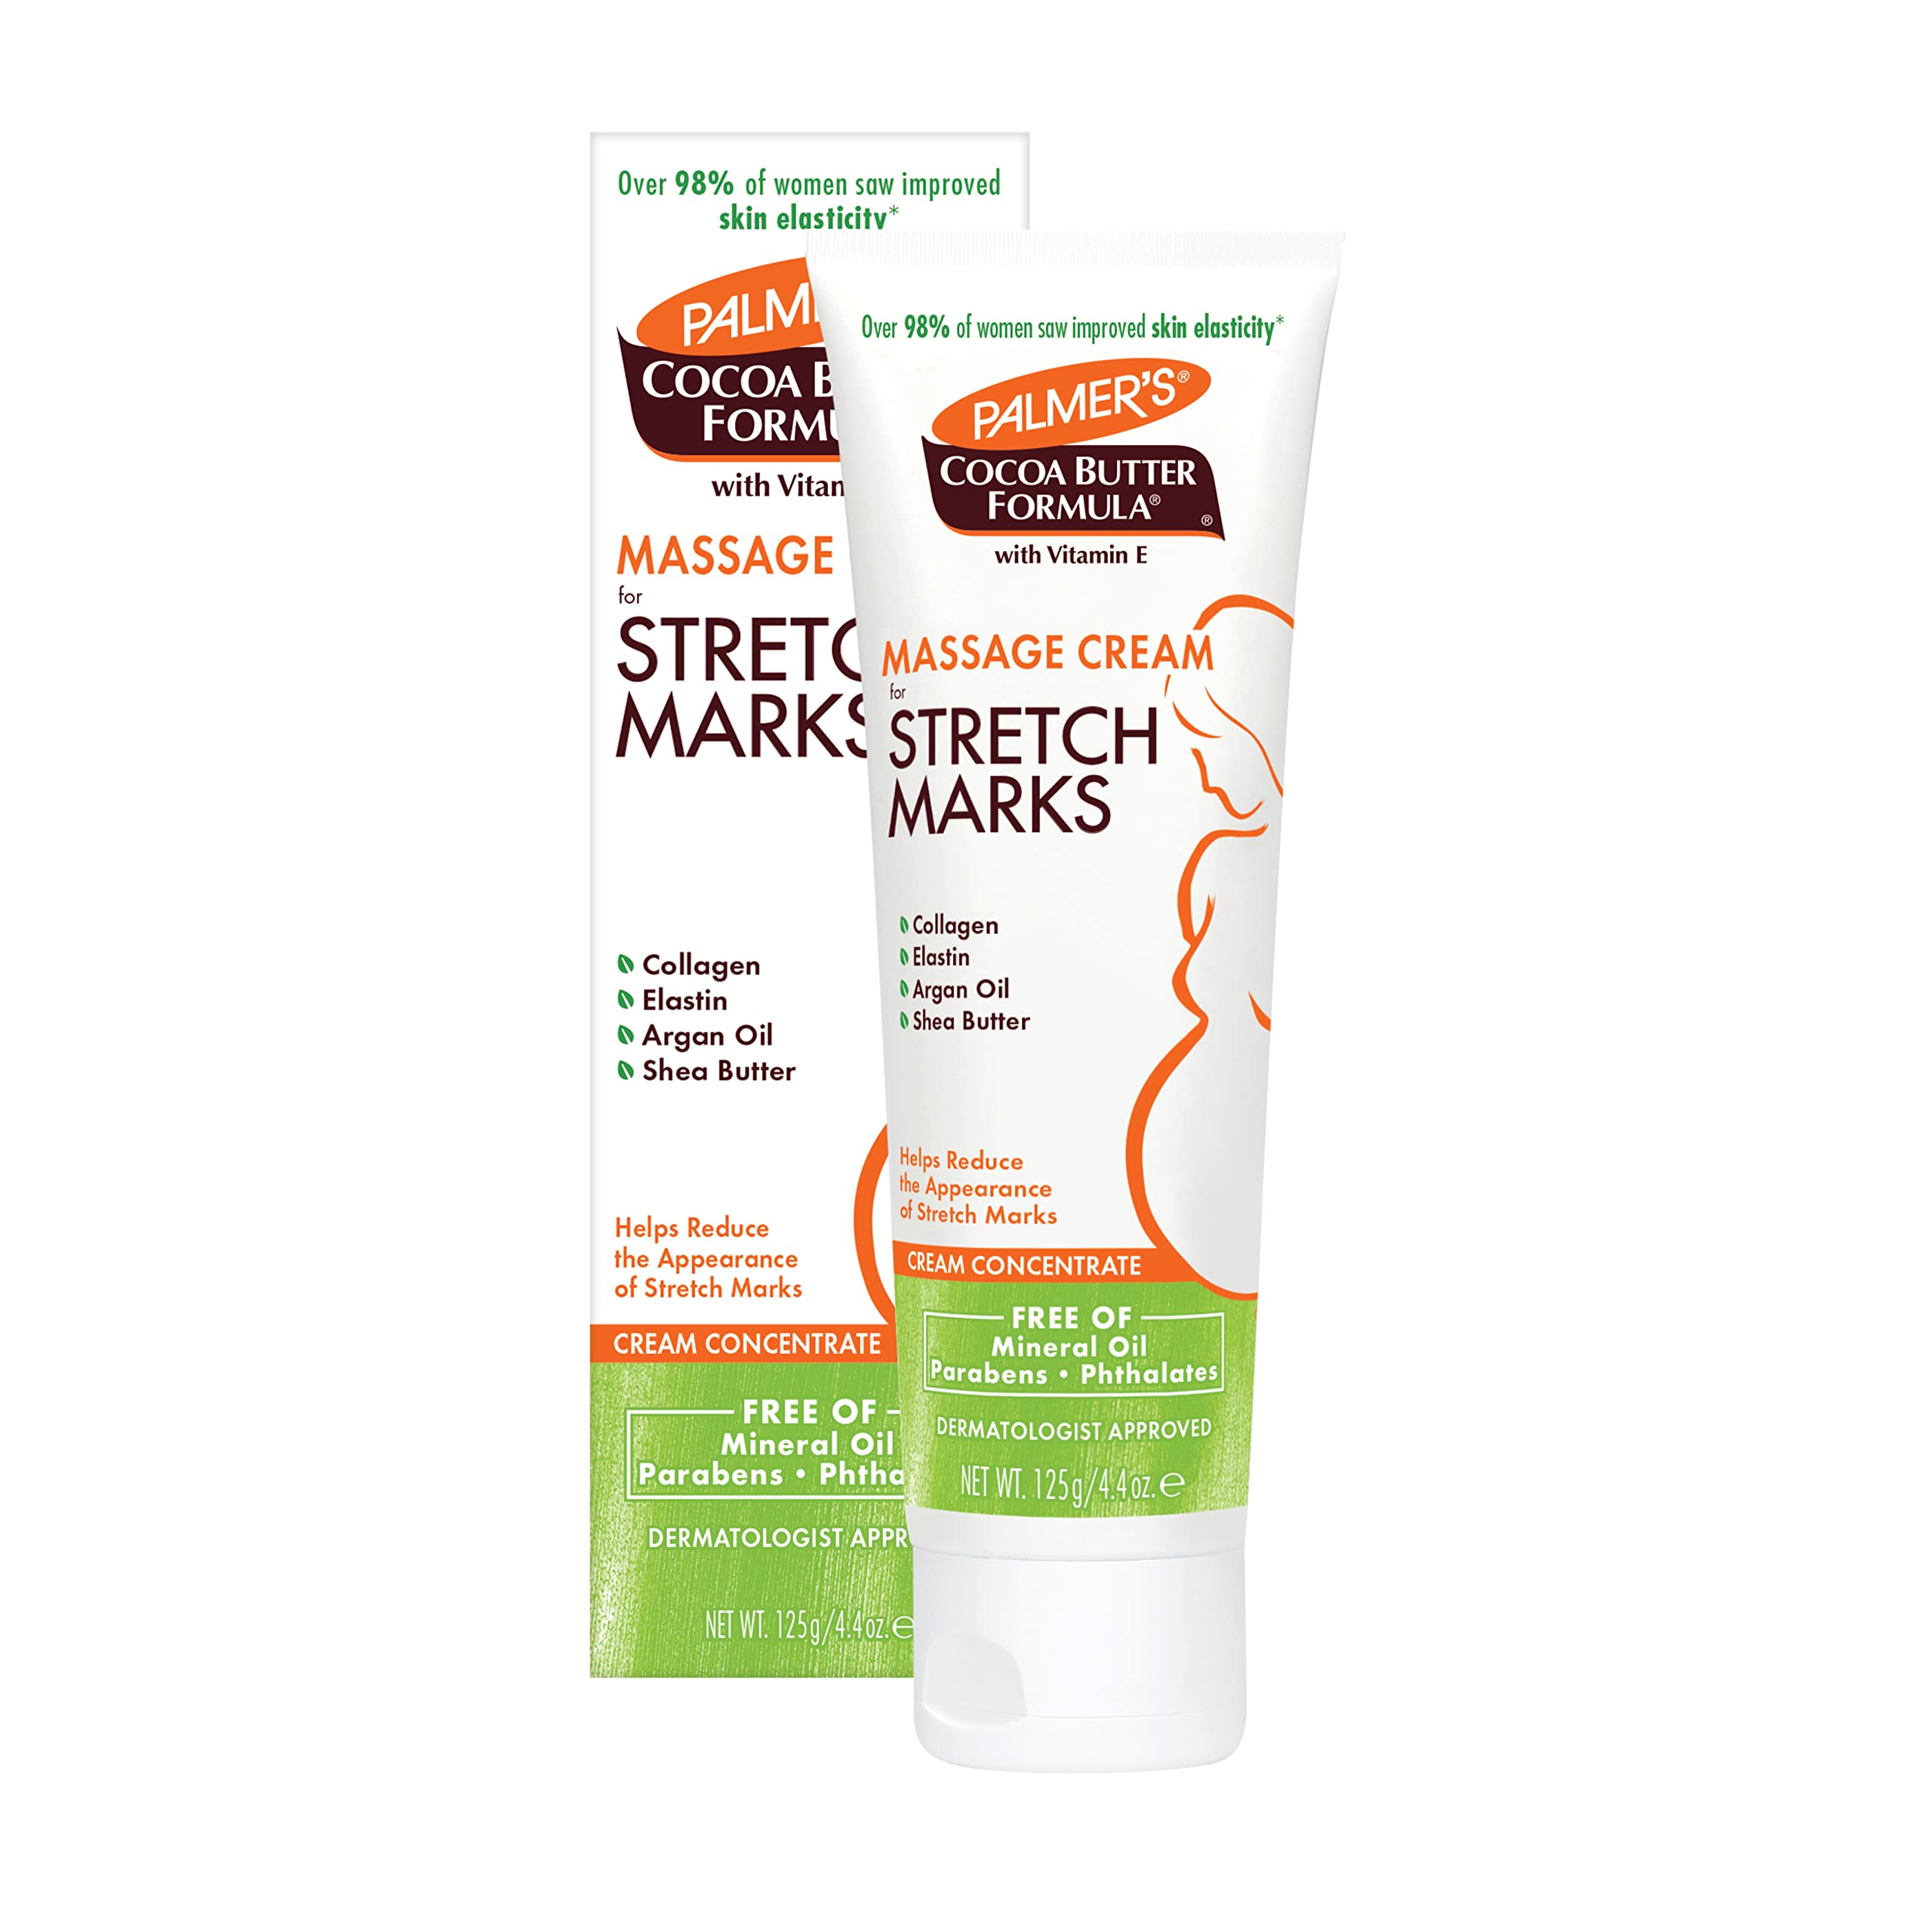 Over 98% of women saw improved
skin elasticity*
PALM
COCOA B
FORMU
with Vitam
MASSAGE
for
STRETC
MARKS
Collagen
Elastin
Argan Oil
Shea Butter
Helps Reduce
the Appearance
of Stretch Marks
CREAM CONCENTRATE
FREE OF
Mineral Oil
Parabens • Phtha
DERMATOLOGIST APPR
NET WT. 125g/4.4oz.e
Over 98% of women saw improved skin elasticity*
PALMER'S®
COCOA BUTTER
FORMULA® ®
with Vitamin E
MASSAGE CREAM
for
STRETCH
MARKS
Collagen
Elastin
Argan Oil
Shea Butter
Helps Reduce
the Appearance
of Stretch Marks
CREAM CONCENTRATE
FREE OF
Mineral Oil
Parabens • Phthalates
DERMATOLOGIST APPROVED
NET WT. 125g/4.4oz.e